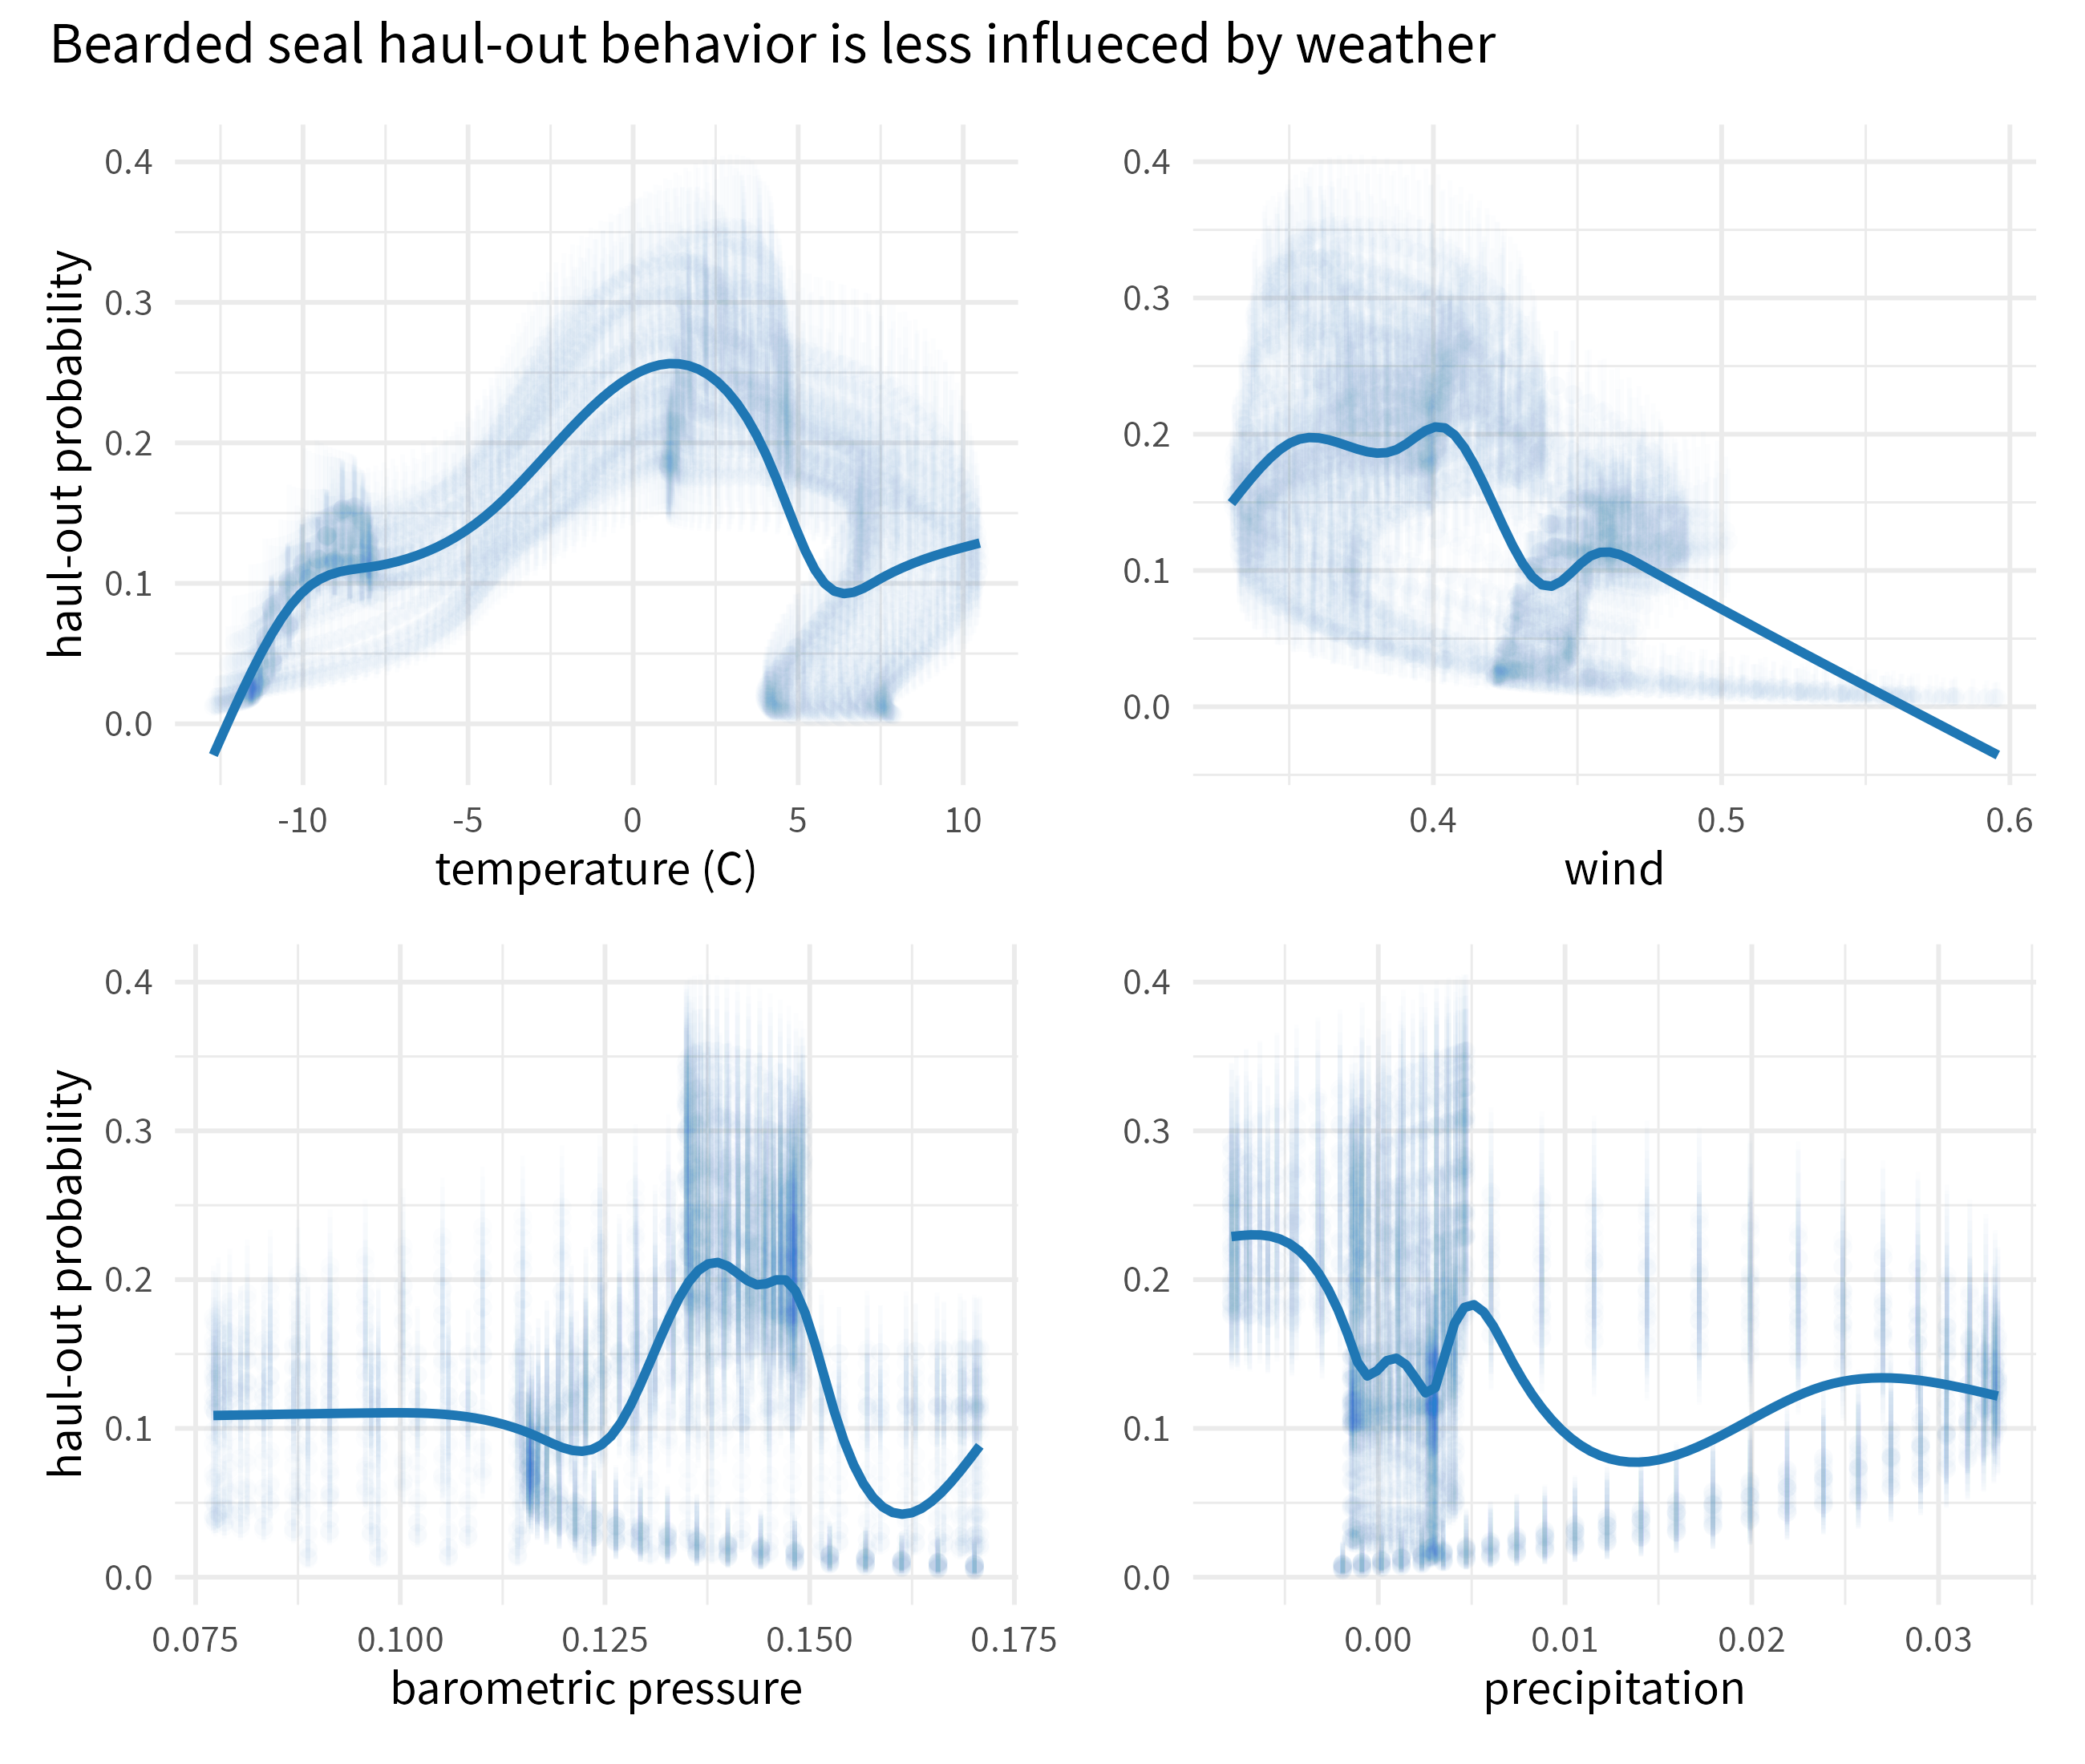 Bearded seal haul-out behavior is less influeced by weather
haul-out probability
0.4
0.3
0.2
0.1
0.0
-10 -5 0 5 10
temperature (C)
0.4
0.3
0.2
0.1
0.0
0.4 0.5 0.6
wind
haul-out probability
0.4
0.3
0.2
0.1
0.0
0.075 0.100 0.125 0.150 0.175
barometric pressure
0.4
0.3
0.2
0.1
0.0
0.00 0.01 0.02 0.03
precipitation